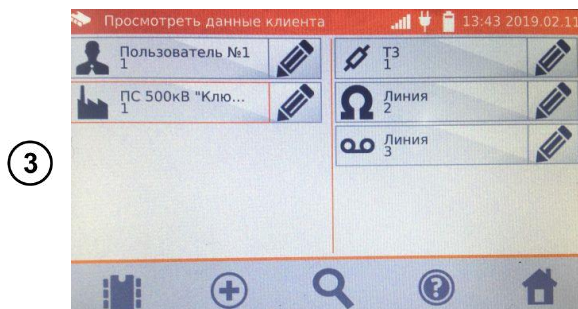 Просмотреть данные клиента
13:43 2019.02.11
Пользователь №1
1
ПС 500кВ "Клю...
1
ТЗ
1
Линия
2
Линия
3
3